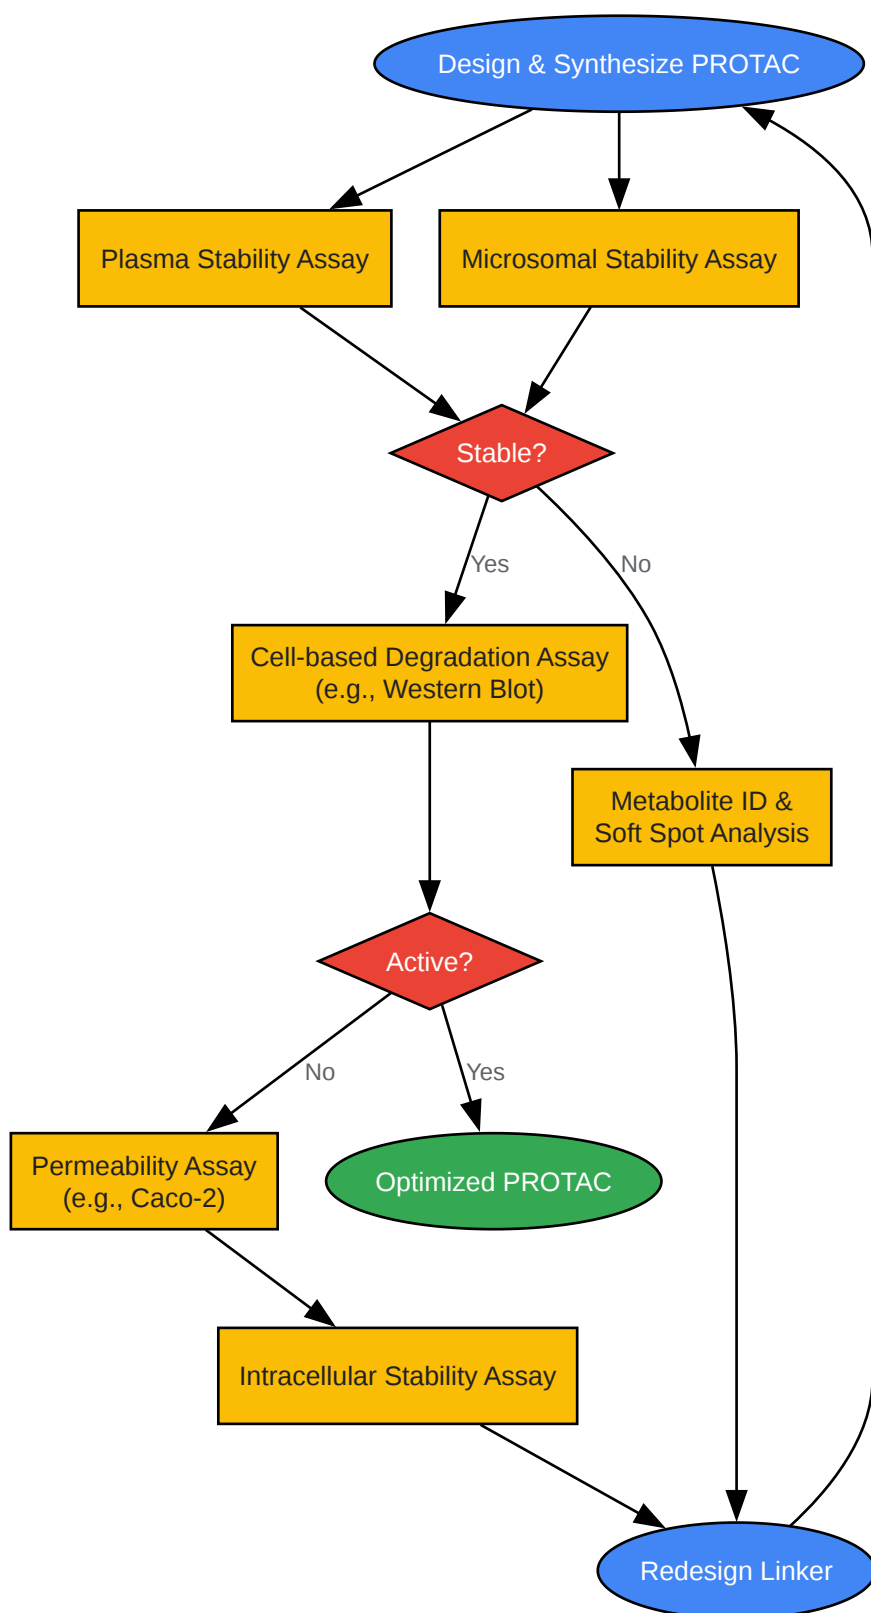 Design & Synthesize PROTAC
Plasma Stability Assay
Microsomal Stability Assay
Stable?
Yes
No
Cell-based Degradation Assay
(e.g., Western Blot)
Metabolite ID &
Soft Spot Analysis
Active?
No
Yes
Permeability Assay
(e.g., Caco-2)
Optimized PROTAC
Intracellular Stability Assay
Redesign Linker